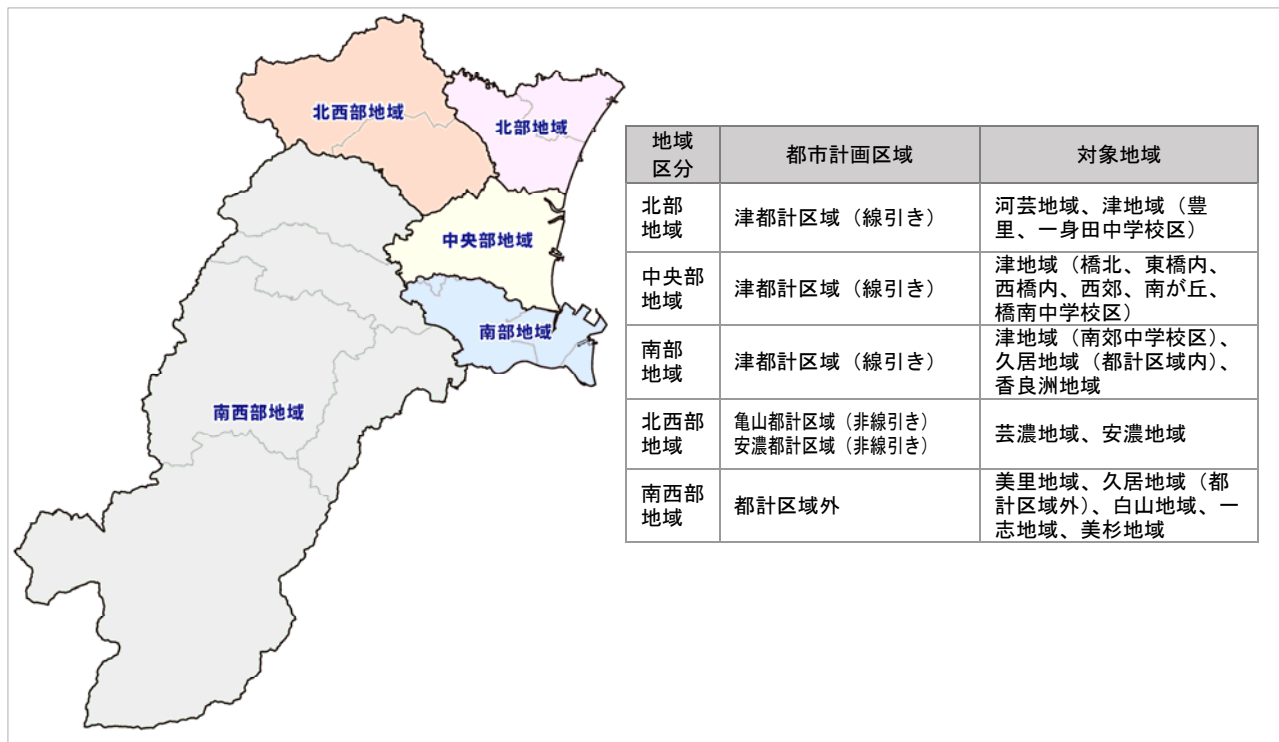 北西部地域
北部地域
中央部地域
南部地域
南西部地域
地域
区分
都市計画区域
対象地域
北部
地域
津都計区域（線引き）
河芸地域、津地域（豊
里、一身田中学校区）
中央部
地域
津都計区域（線引き）
津地域（橋北、東橋内、
西橋内、西郊、南が丘、
橋南中学校区）
南部
地域
津都計区域（線引き）
津地域（南郊中学校区）、
久居地域（都計区域内）、
香良洲地域
北西部
地域
亀山都計区域（非線引き）
安濃都計区域（非線引き）
芸濃地域、安濃地域
南西部
地域
都計区域外
美里地域、久居地域（都
計区域外）、白山地域、一
志地域、美杉地域